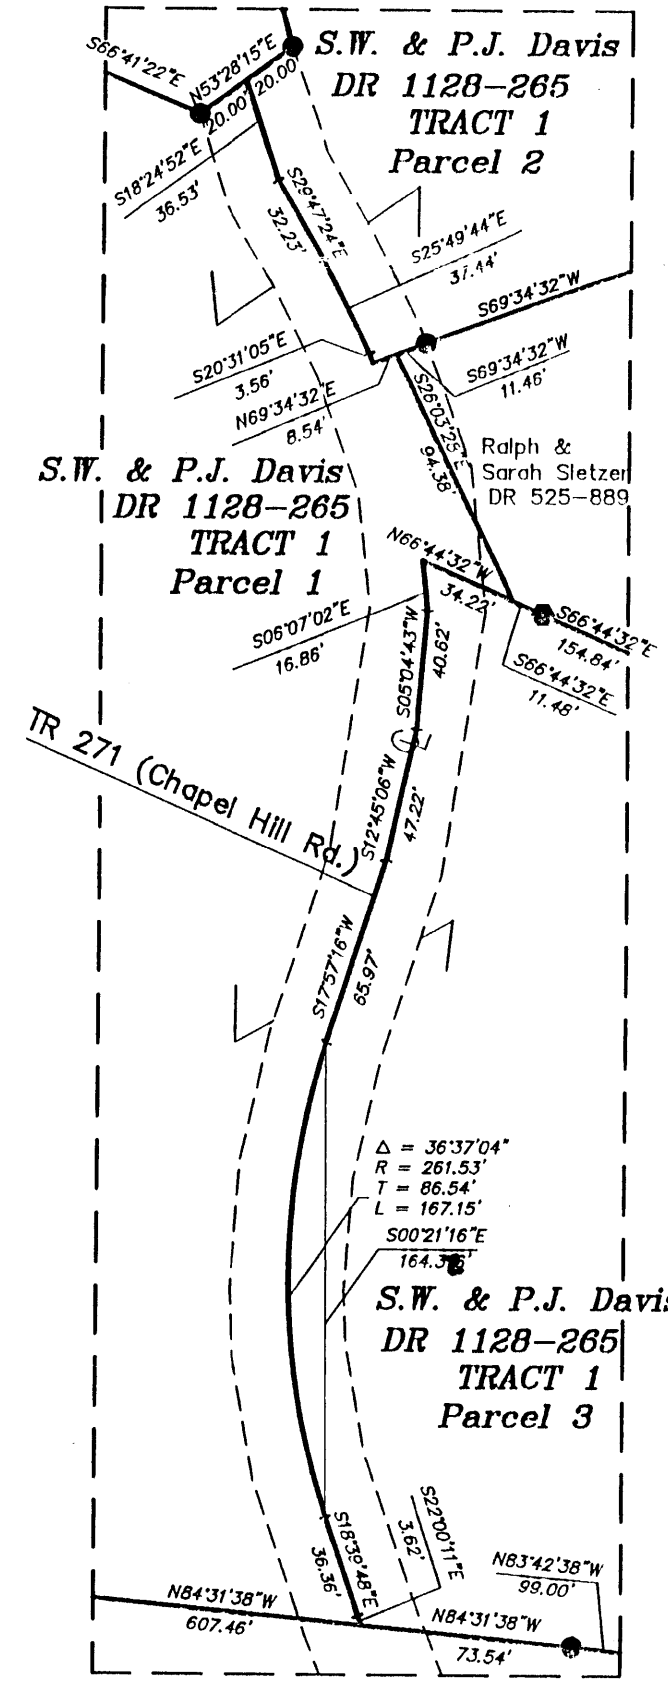 S66°41'22"E
N53°28'15"E
20.00' 20.00'
S.W. & P.J. Davis
DR 1128-265
TRACT 1
Parcel 2
S18°24'52"E
36.53'
S29°47'24"E
32.23'
S25°49'44"E
37.44'
S69°34'32"W
S20°31'05"E
3.56'
N69°34'32"E
8.54'
S69°34'32"W
11.46'
94.38'
Ralph &
Sarah Sletzer
DR 525-889
S.W. & P.J. Davis
DR 1128-265
TRACT 1
Parcel 1
N66°44'32"W
34.22'
S66°44'32"E
154.84'
S66°44'32"E
11.48'
S06°07'02"E
16.86'
S05°04'43"W
40.62'
TR 271 (Chapel Hill Rd.)
S12°45'06"W
47.22'
S17°57'16"W
65.97'
Δ = 36°37'04"
R = 261.53'
T = 86.54'
L = 167.15'
S00°21'16"E
S.W. & P.J. Davis
DR 1128-265
TRACT 1
Parcel 3
S18°39'48"E
36.36'
S22°00'11"E
3.62'
N83°42'38"W
99.00'
N84°31'38"W
607.46'
N84°31'38"W
73.54'